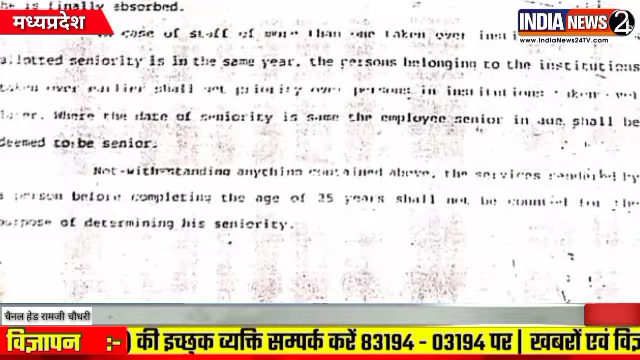 he is finally absorbed.
मध्यप्रदेश
INDIA NEWS 24
www.IndiaNews24TV.com
In case of staff of more than one taken over
allotted seniority is in the same year, the persons belonging to the institutions
taken over earlier shall get priority over persons in institutions taken over
later. Where the date of seniority is same the employee senior in age shall be
deemed to be senior.
Not-withstanding anything contained above, the services rendered by
a person before completing the age of 25 years shall not be counted for the
purpose of determining his seniority.
चैनल हेड रामजी चौधरी
विज्ञापन :- ) की इच्छुक व्यक्ति सम्पर्क करें 83194 - 03194 पर | खबरों एवं